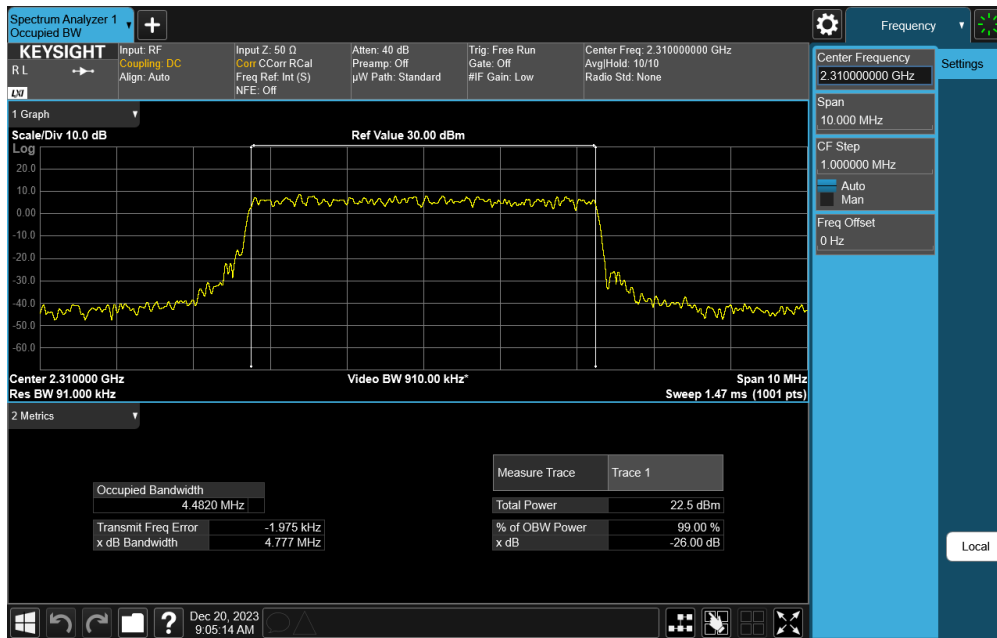 Spectrum Analyzer 1
Occupied BW
+
Frequency
KEYSIGHT
R L
LXI
Input: RF
Coupling: DC
Align: Auto
Input Z: 50 Ω
Corr CCorr RCal
Freq Ref: Int (S)
NFE: Off
Atten: 40 dB
Preamp: Off
µW Path: Standard
Trig: Free Run
Gate: Off
#IF Gain: Low
Center Freq: 2.310000000 GHz
Avg|Hold: 10/10
Radio Std: None
Center Frequency
2.310000000 GHz
Settings
Span
10.000 MHz
CF Step
1.000000 MHz
Auto
Man
Freq Offset
0 Hz
Local
1 Graph
Scale/Div 10.0 dB
Ref Value 30.00 dBm
Log
20.0
10.0
0.00
-10.0
-20.0
-30.0
-40.0
-50.0
-60.0
Center 2.310000 GHz
Video BW 910.00 kHz*
Span 10 MHz
Res BW 91.000 kHz
Sweep 1.47 ms (1001 pts)
2 Metrics
Measure Trace Trace 1
Occupied Bandwidth
4.4820 MHz
Total Power 22.5 dBm
Transmit Freq Error -1.975 kHz
% of OBW Power 99.00 %
x dB Bandwidth 4.777 MHz
x dB -26.00 dB
?
Dec 20, 2023
9:05:14 AM